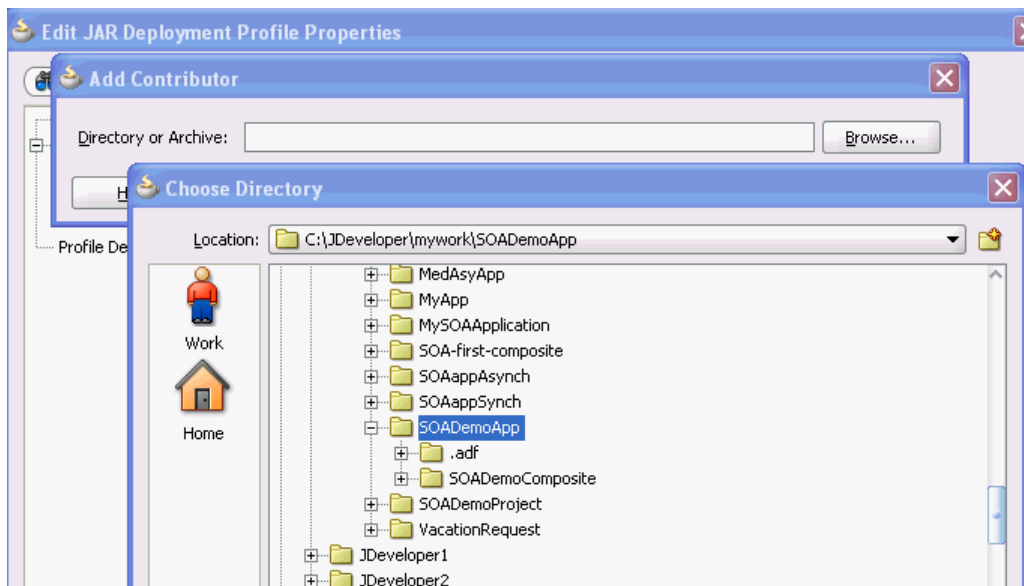 Edit JAR Deployment Profile Properties
Add Contributor
Directory or Archive:
Browse...
H
Choose Directory
Profile De
Location:
C:\JDeveloper\mywork\SOADemoApp
Work
Home
MedAsyApp
MyApp
MySOAApplication
SOA-first-composite
SOAappAsynch
SOAappSynch
SOADemoApp
.adf
SOADemoComposite
SOADemoProject
VacationRequest
JDeveloper1
JDeveloper2